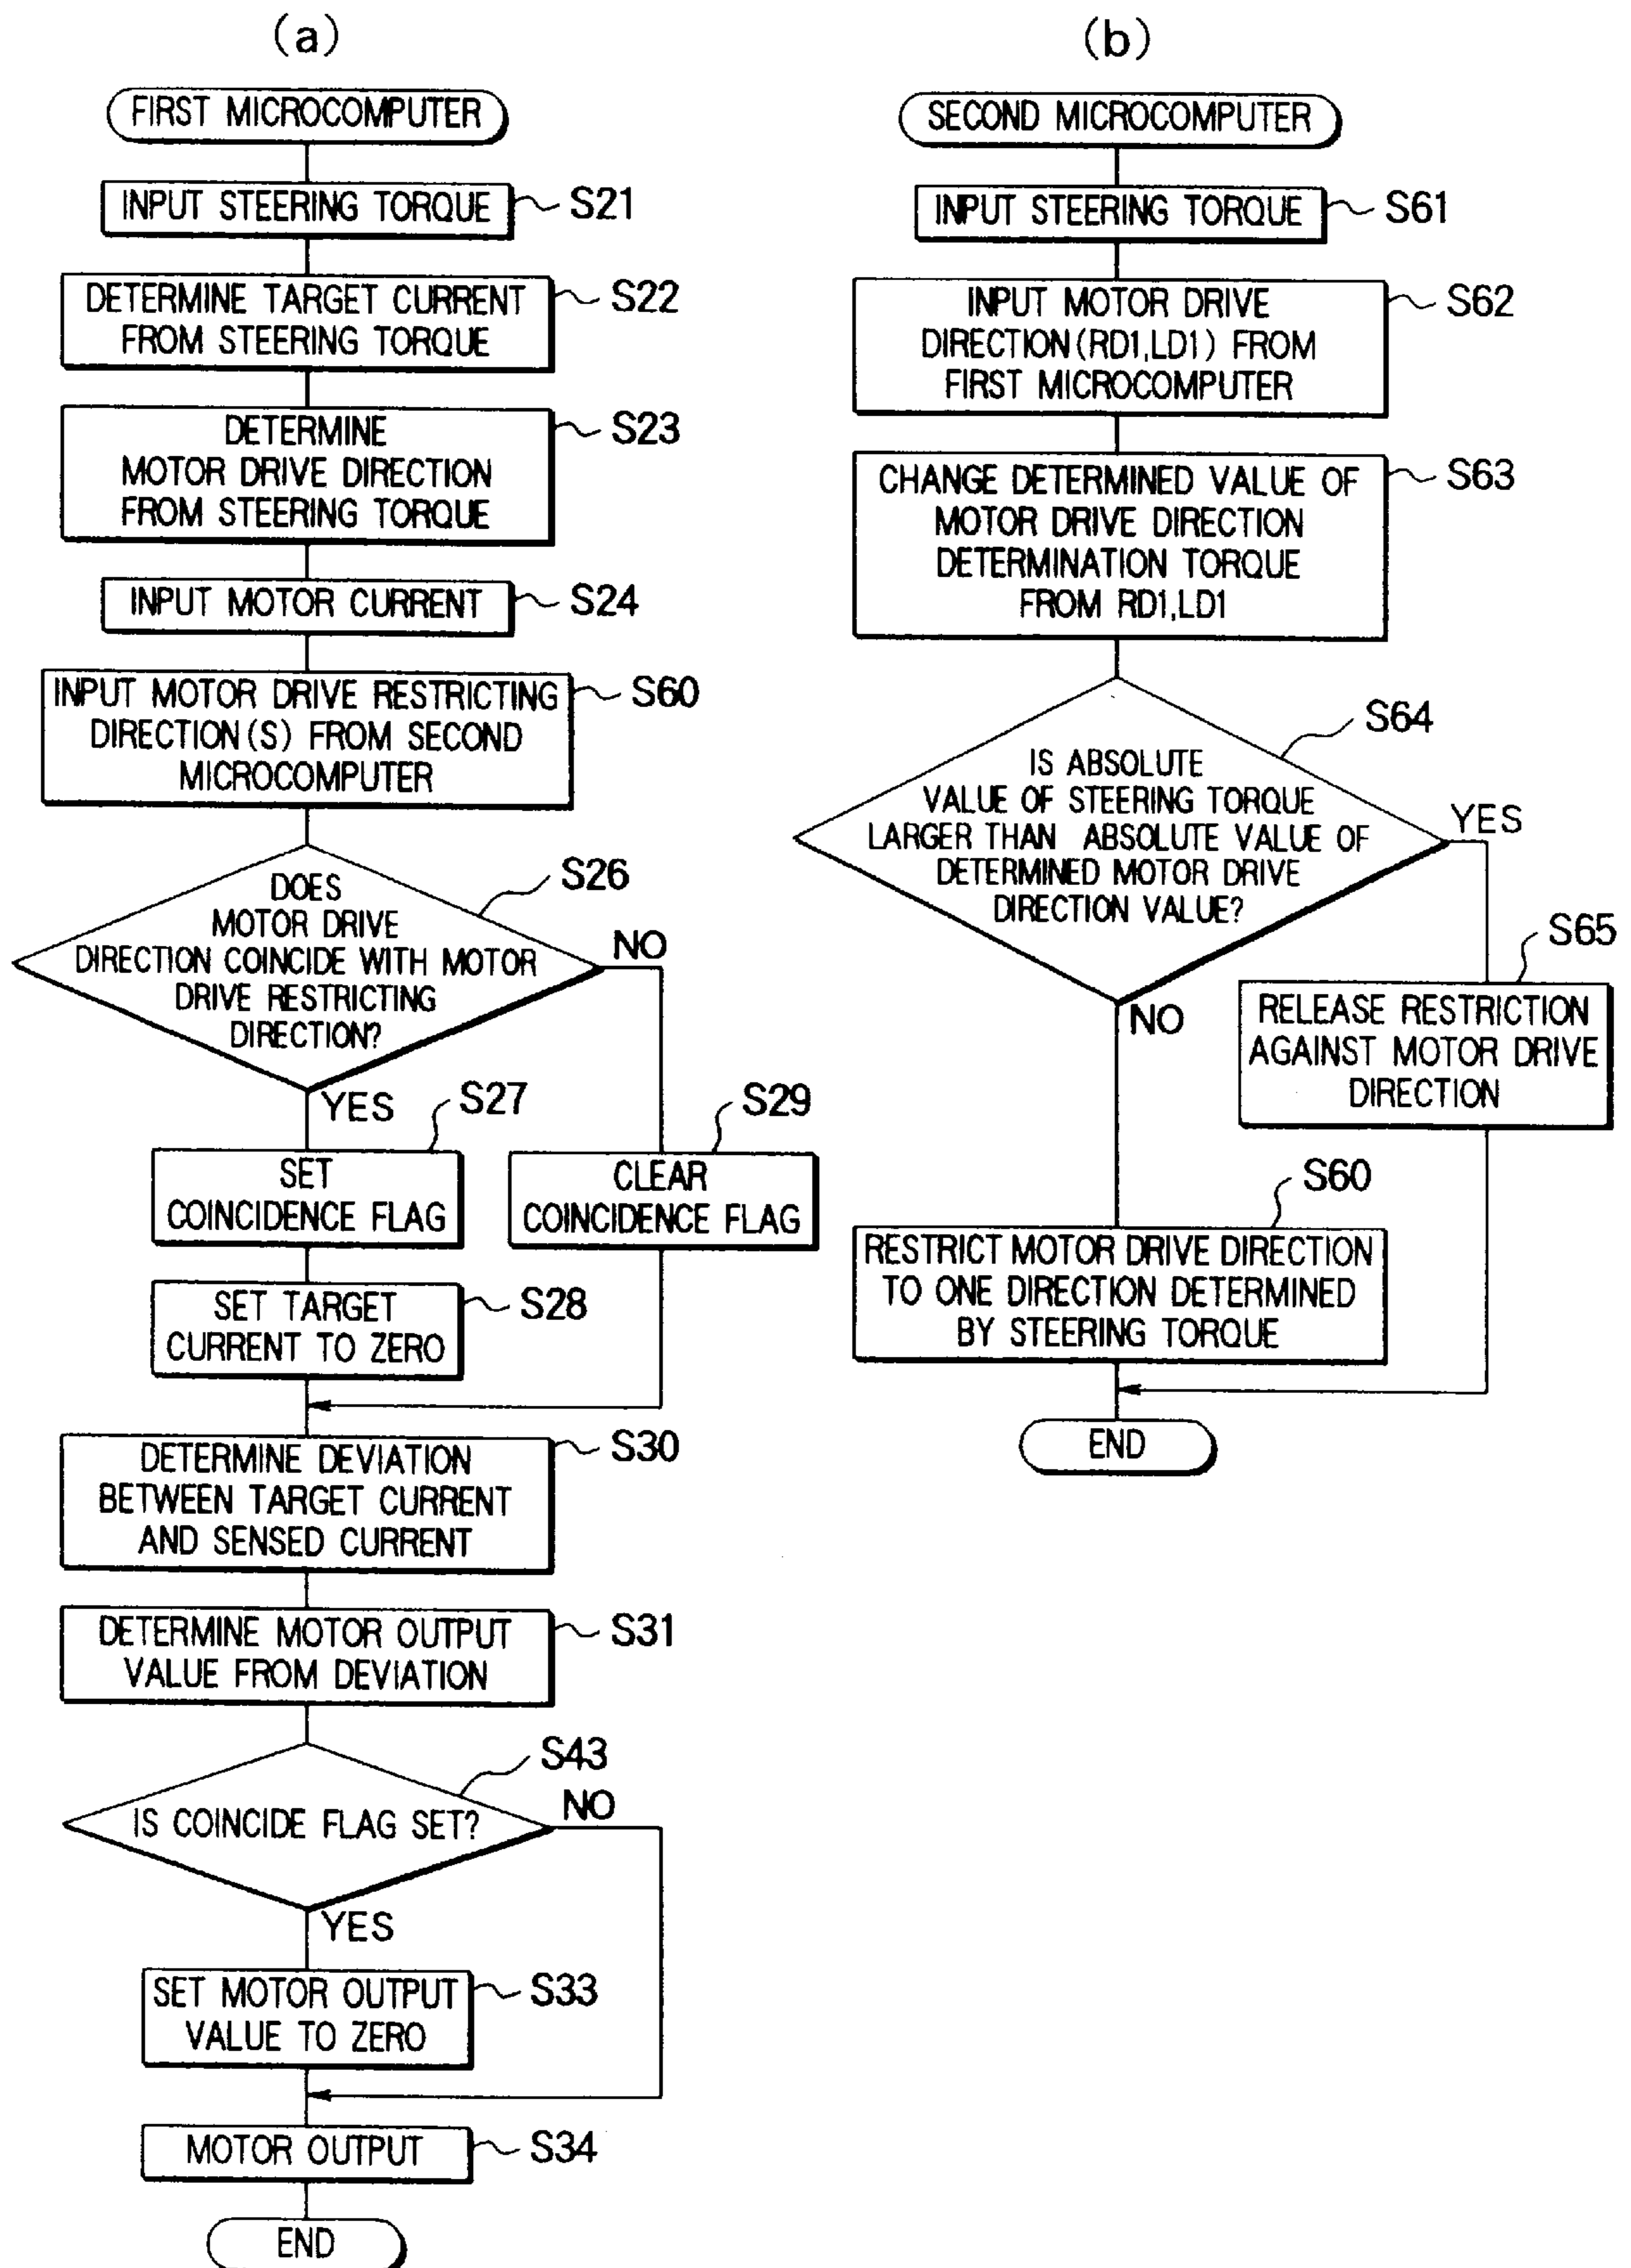 (a)
FIRST MICROCOMPUTER
INPUT STEERING TORQUE
S21
DETERMINE TARGET CURRENT
FROM STEERING TORQUE
S22
DETERMINE
MOTOR DRIVE DIRECTION
FROM STEERING TORQUE
S23
INPUT MOTOR CURRENT
S24
INPUT MOTOR DRIVE RESTRICTING
DIRECTION(S) FROM SECOND
MICROCOMPUTER
S60
DOES
MOTOR DRIVE
DIRECTION COINCIDE WITH MOTOR
DRIVE RESTRICTING
DIRECTION?
S26
NO
YES
SET
COINCIDENCE FLAG
S27
CLEAR
COINCIDENCE FLAG
S29
SET TARGET
CURRENT TO ZERO
S28
DETERMINE DEVIATION
BETWEEN TARGET CURRENT
AND SENSED CURRENT
S30
DETERMINE MOTOR OUTPUT
VALUE FROM DEVIATION
S31
IS COINCIDE FLAG SET?
S43
NO
YES
SET MOTOR OUTPUT
VALUE TO ZERO
S33
MOTOR OUTPUT
S34
END
(b)
SECOND MICROCOMPUTER
INPUT STEERING TORQUE
S61
INPUT MOTOR DRIVE
DIRECTION(RD1,LD1) FROM
FIRST MICROCOMPUTER
S62
CHANGE DETERMINED VALUE OF
MOTOR DRIVE DIRECTION
DETERMINATION TORQUE
FROM RD1,LD1
S63
IS ABSOLUTE
VALUE OF STEERING TORQUE
LARGER THAN ABSOLUTE VALUE OF
DETERMINED MOTOR DRIVE
DIRECTION VALUE?
S64
YES
NO
RELEASE RESTRICTION
AGAINST MOTOR DRIVE
DIRECTION
S65
RESTRICT MOTOR DRIVE DIRECTION
TO ONE DIRECTION DETERMINED
BY STEERING TORQUE
S60
END